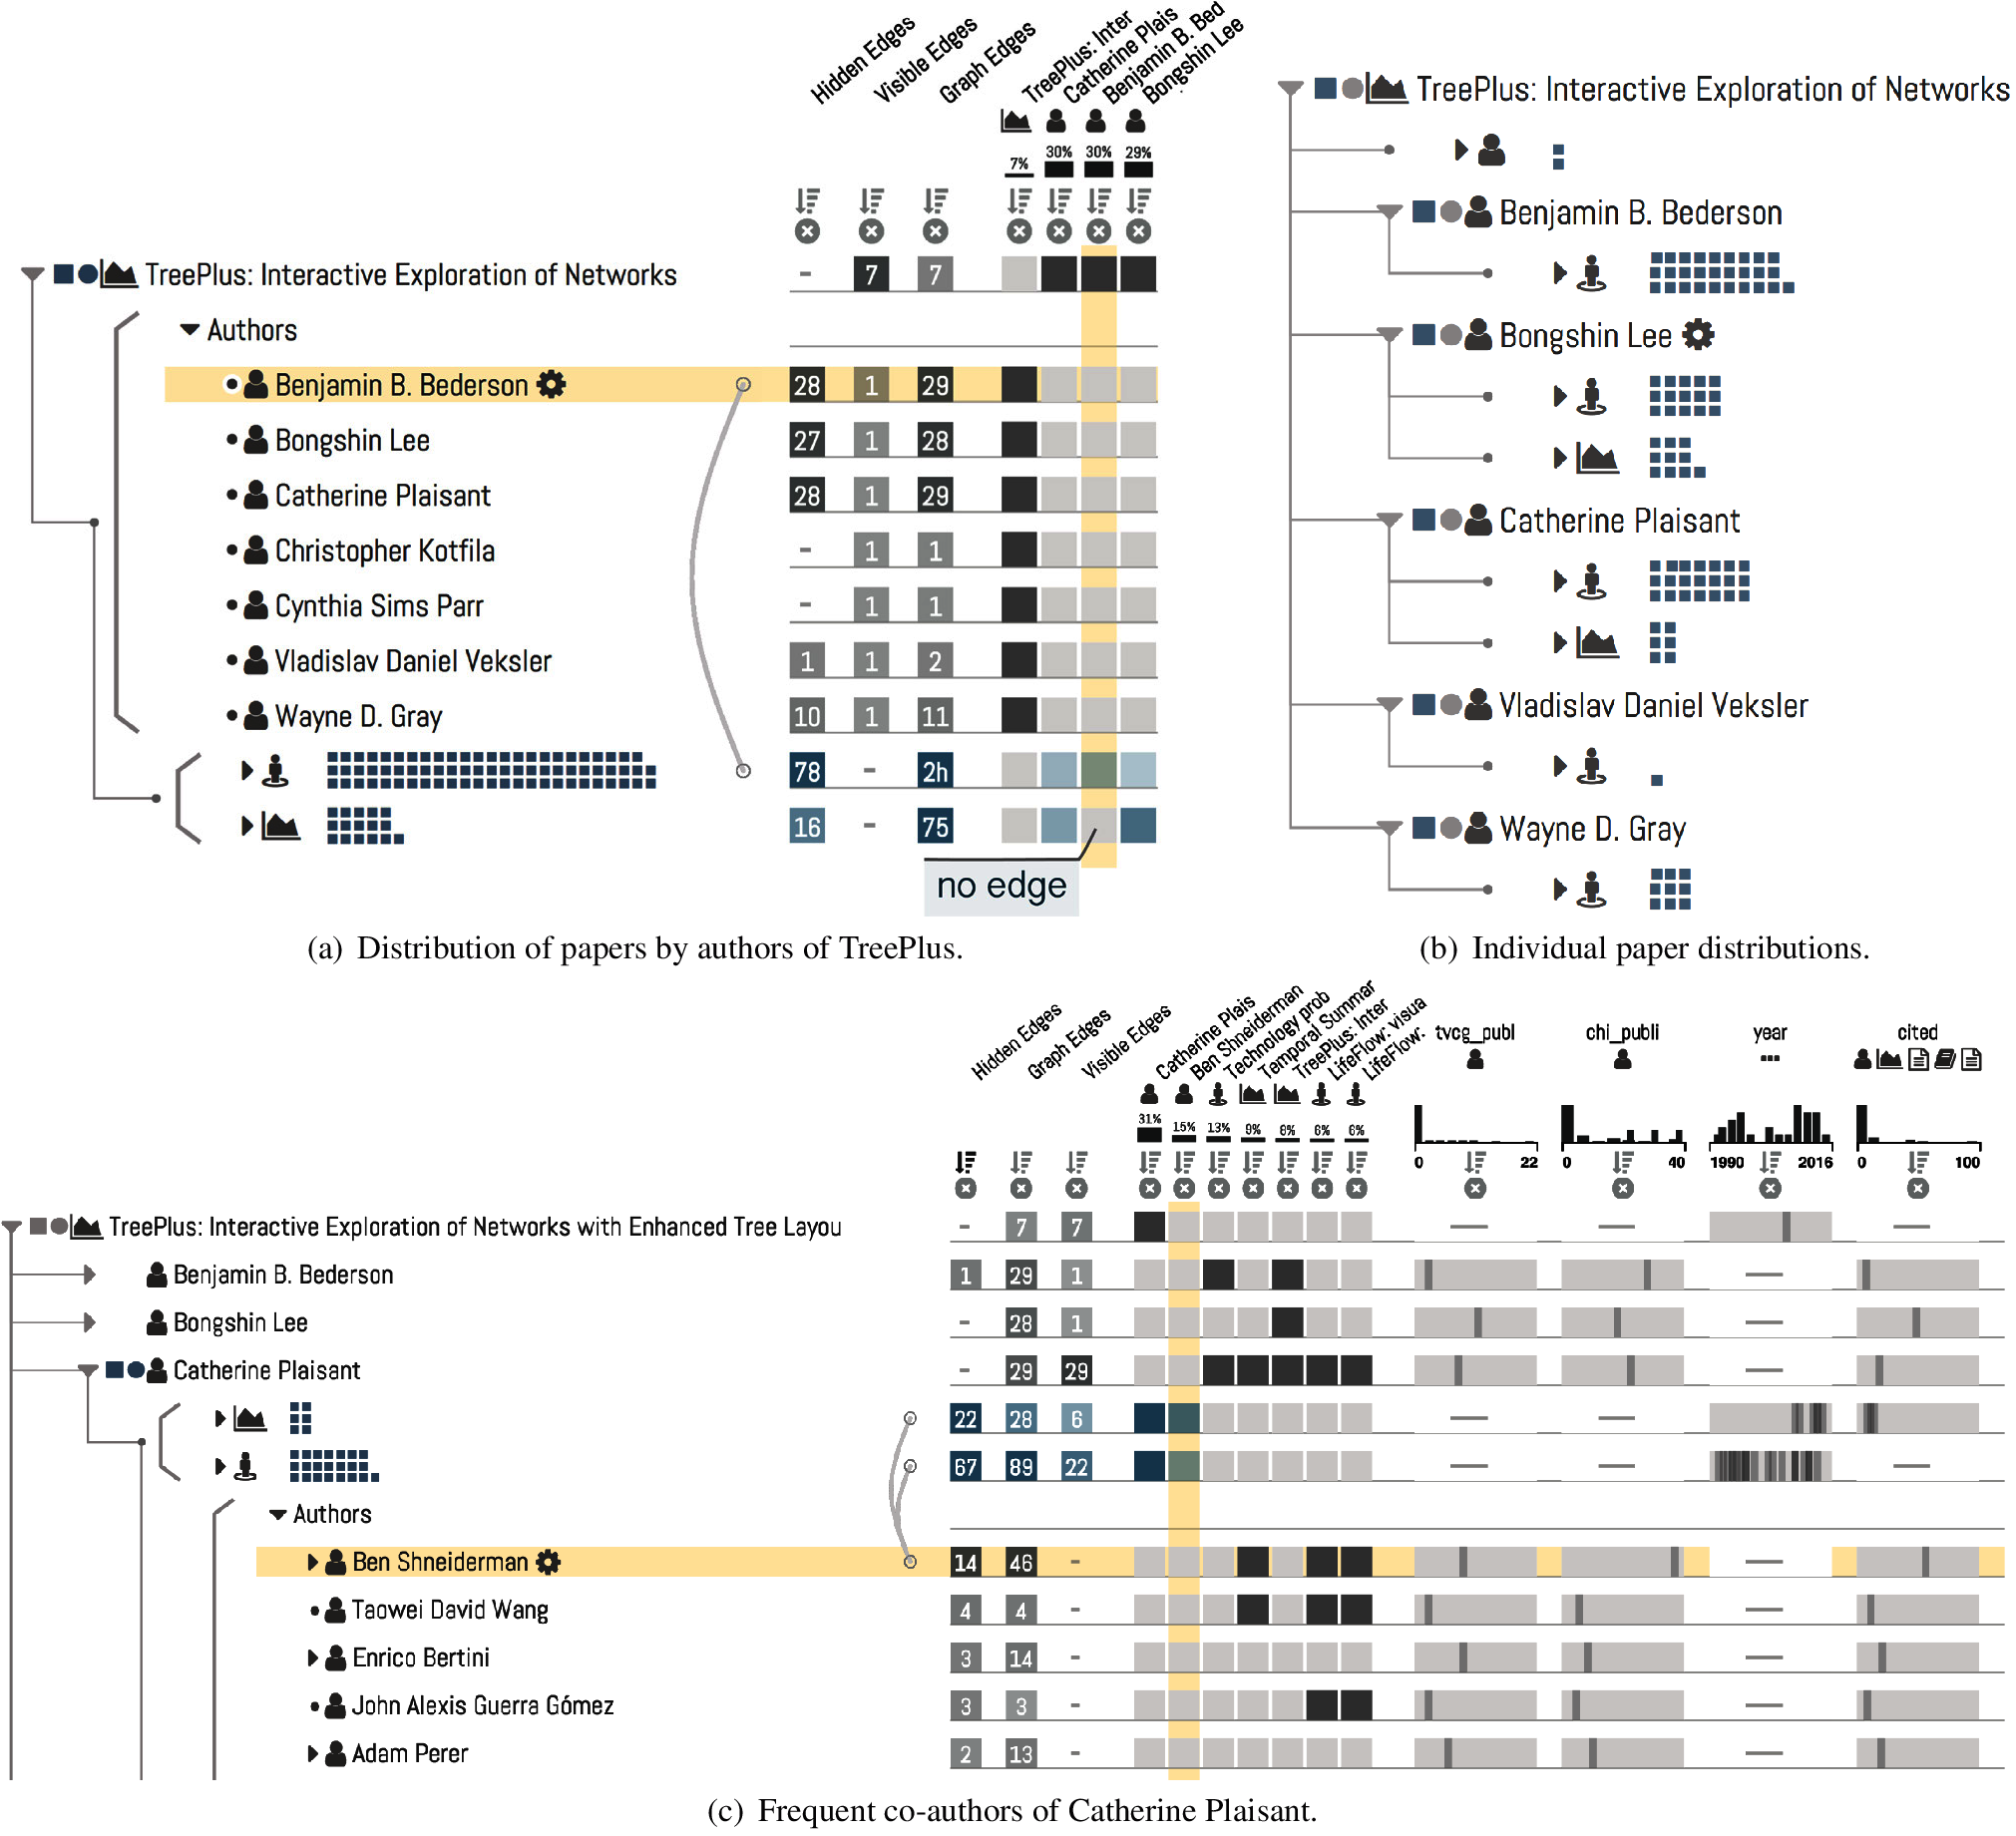 Hidden Edges
Visible Edges
Graph Edges
TreePlus: Inter
Catherine Plais
Benjamin B. Bed
Bongshin Lee
7% 30% 30% 29%
TreePlus: Interactive Exploration of Networks - 7 7
Authors
Benjamin B. Bederson 28 1 29
Bongshin Lee 27 1 28
Catherine Plaisant 28 1 29
Christopher Kotfila - 1 1
Cynthia Sims Parr - 1 1
Vladislav Daniel Veksler 1 1 2
Wayne D. Gray 10 1 11
78 - 2h
16 - 75
no edge
(a) Distribution of papers by authors of TreePlus.
TreePlus: Interactive Exploration of Networks
Benjamin B. Bederson
Bongshin Lee
Catherine Plaisant
Vladislav Daniel Veksler
Wayne D. Gray
(b) Individual paper distributions.
Hidden Edges
Graph Edges
Visible Edges
Catherine Plais
Ben Shneiderman
Technology prob
Temporal Summar
TreePlus: Inter
LifeFlow: visua
LifeFlow:
tvcg_publ chi_publi year cited
31% 15% 13% 9% 8% 6% 6%
0 22 0 40 1990 2016 0 100
TreePlus: Interactive Exploration of Networks with Enhanced Tree Layou - 7 7
Benjamin B. Bederson 1 29 1
Bongshin Lee - 28 1
Catherine Plaisant - 29 29
22 28 6
67 89 22
Authors
Ben Shneiderman 14 46 -
Taowei David Wang 4 4 -
Enrico Bertini 3 14 -
John Alexis Guerra Gómez 3 3 -
Adam Perer 2 13 -
(c) Frequent co-authors of Catherine Plaisant.